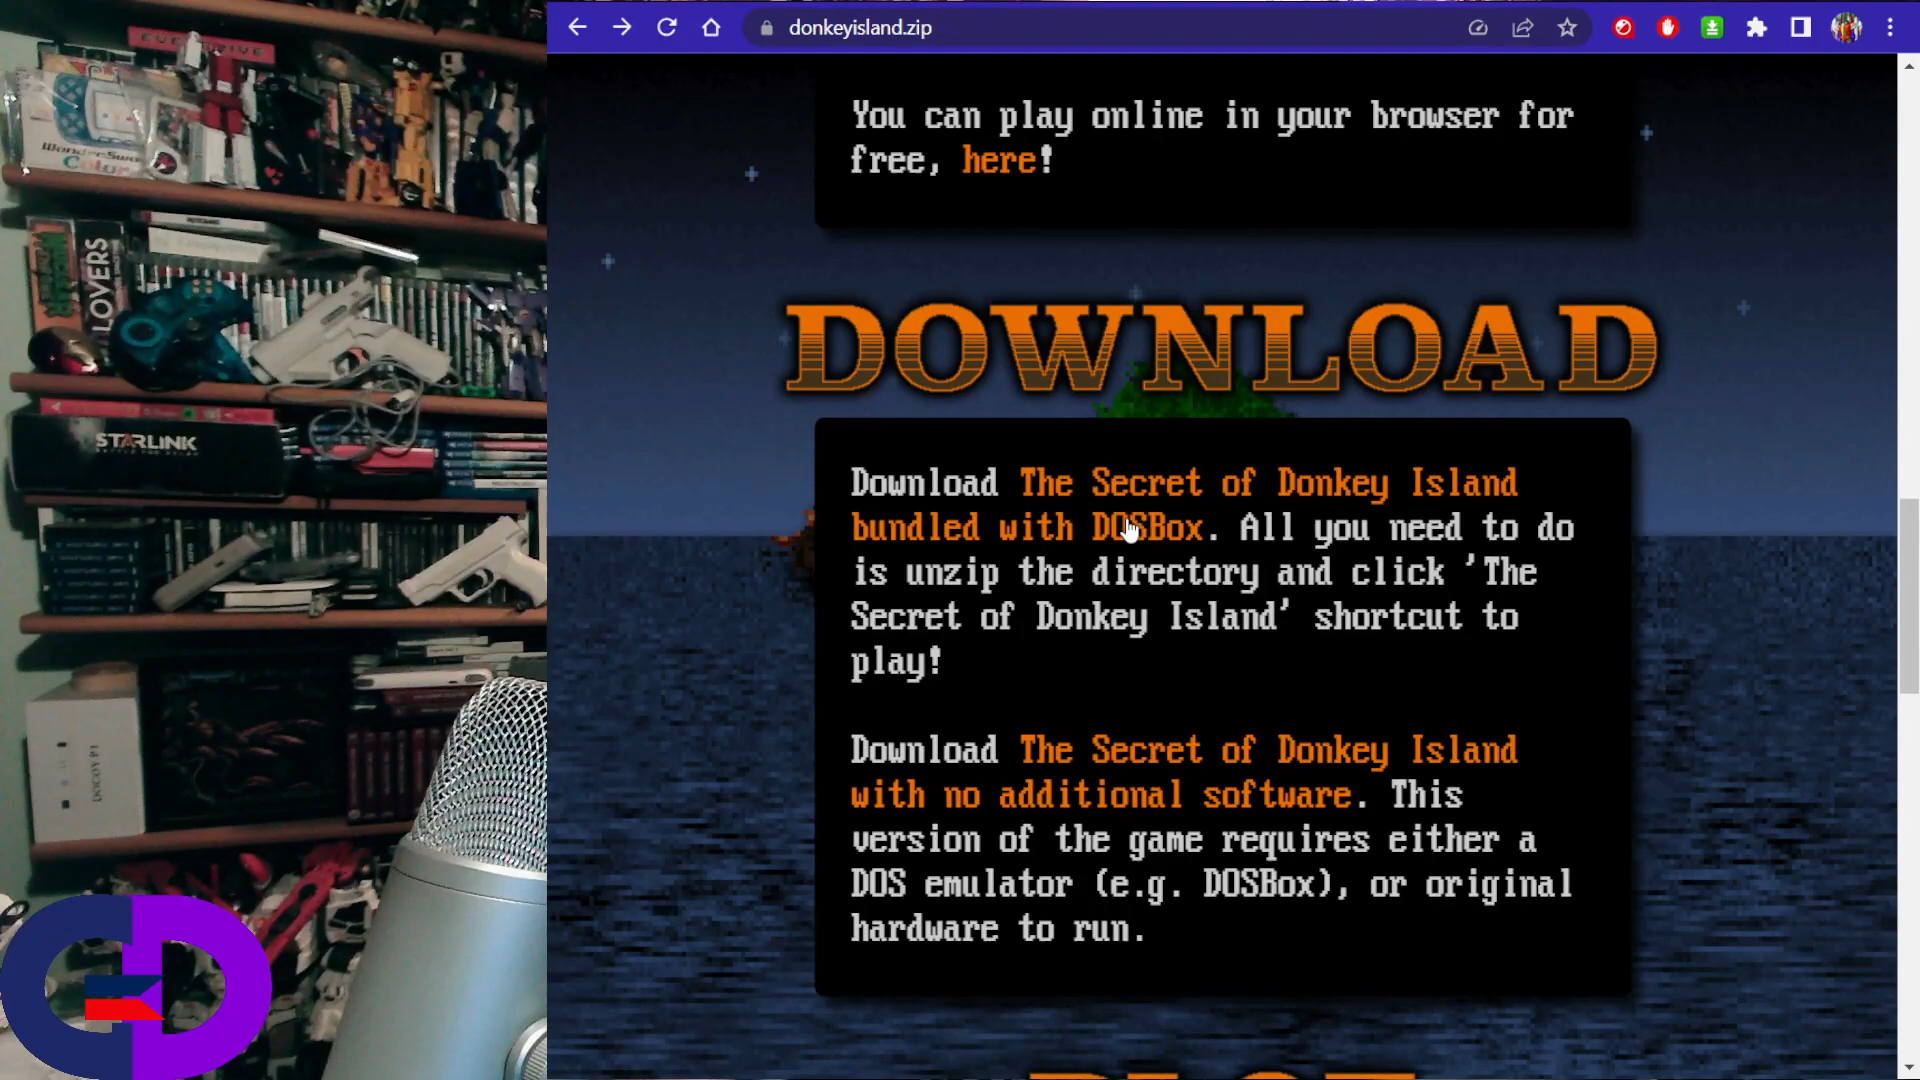 donkeyisland.zip
You can play online in your browser for
free, here!
DOWNLOAD
Download The Secret of Donkey Island
bundled with DOSBox. All you need to do
is unzip the directory and click 'The
Secret of Donkey Island' shortcut to
play!
Download The Secret of Donkey Island
with no additional software. This
version of the game requires either a
DOS emulator (e.g. DOSBox), or original
hardware to run.
WonderSwan
Color
LOVERS
STARLINK